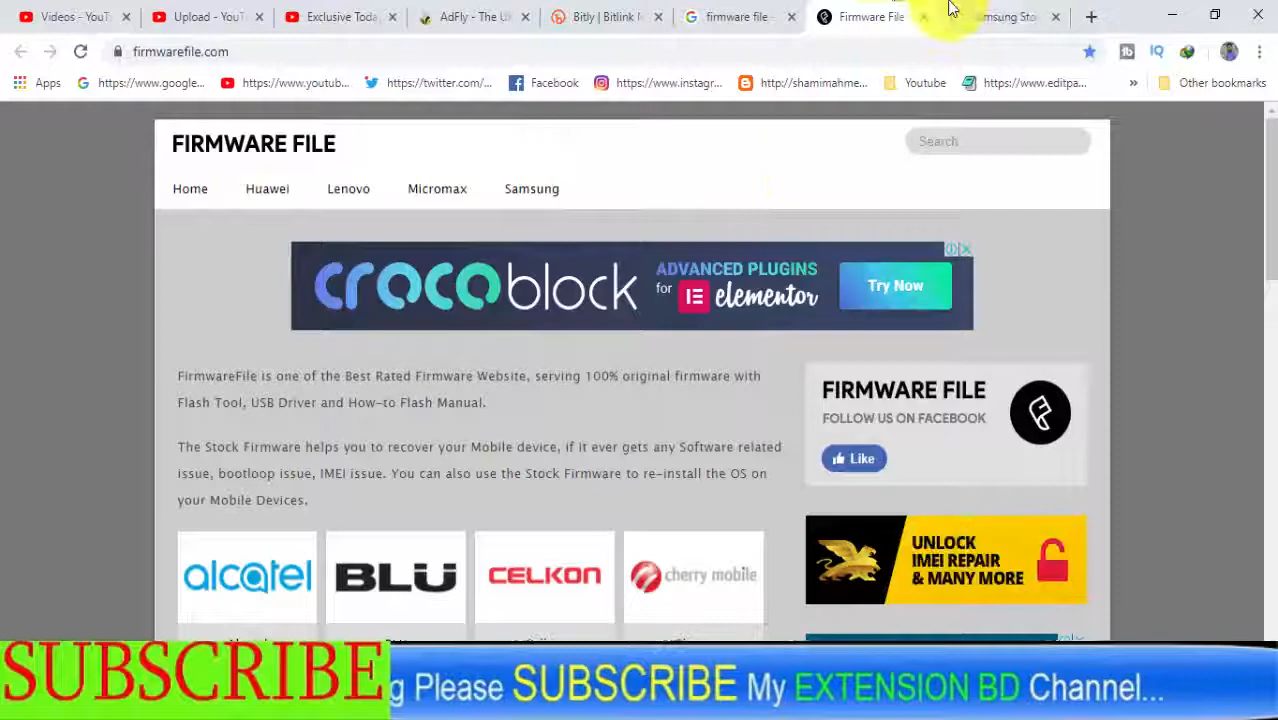 Videos - YouT
Upload - YouT
Exclusive Toda
AdFly - The U
Bitly | Bitlink M
firmware file -
Firmware File
amsung Sto
firmwarefile.com
Apps
https://www.google...
https://www.youtub...
https://twitter.com/...
Facebook
https://www.instagr...
http://shamimahme...
Youtube
https://www.editpa...
»
Other bookmarks
FIRMWARE FILE
Search
Home
Huawei
Lenovo
Micromax
Samsung
crocoblock
ADVANCED PLUGINS
for elementor
Try Now
FirmwareFile is one of the Best Rated Firmware Website, serving 100% original firmware with
Flash Tool, USB Driver and How-to Flash Manual.
The Stock Firmware helps you to recover your Mobile device, if it ever gets any Software related
issue, bootloop issue, IMEI issue. You can also use the Stock Firmware to re-install the OS on
your Mobile Devices.
FIRMWARE FILE
FOLLOW US ON FACEBOOK
Like
UNLOCK
IMEI REPAIR
& MANY MORE
alcatel
BLU
CELKON
cherry mobile
SUBSCRIBE
g Please SUBSCRIBE My EXTENSION BD Channel...